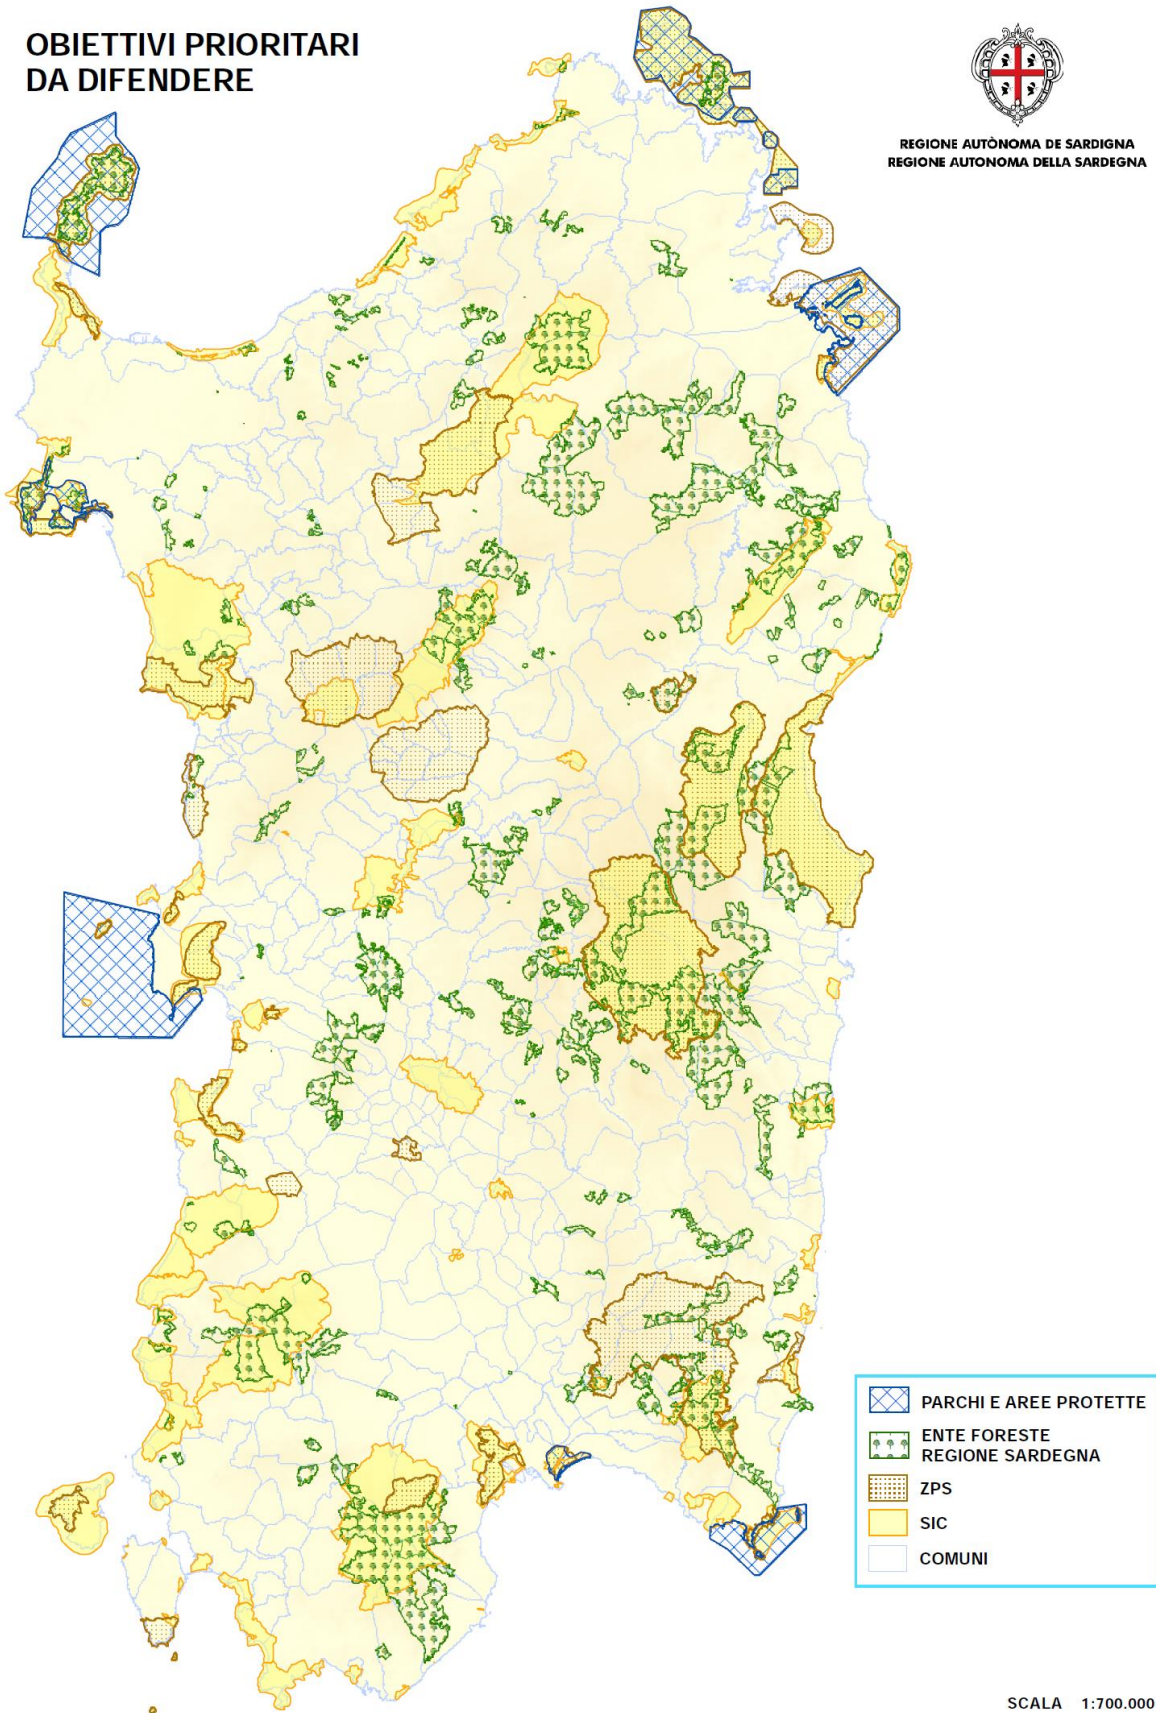 OBIETTIVI PRIORITARI
DA DIFENDERE
REGIONE AUTÒNOMA DE SARDIGNA
REGIONE AUTONOMA DELLA SARDEGNA
PARCHI E AREE PROTETTE
ENTE FORESTE
REGIONE SARDEGNA
ZPS
SIC
COMUNI
SCALA 1:700.000